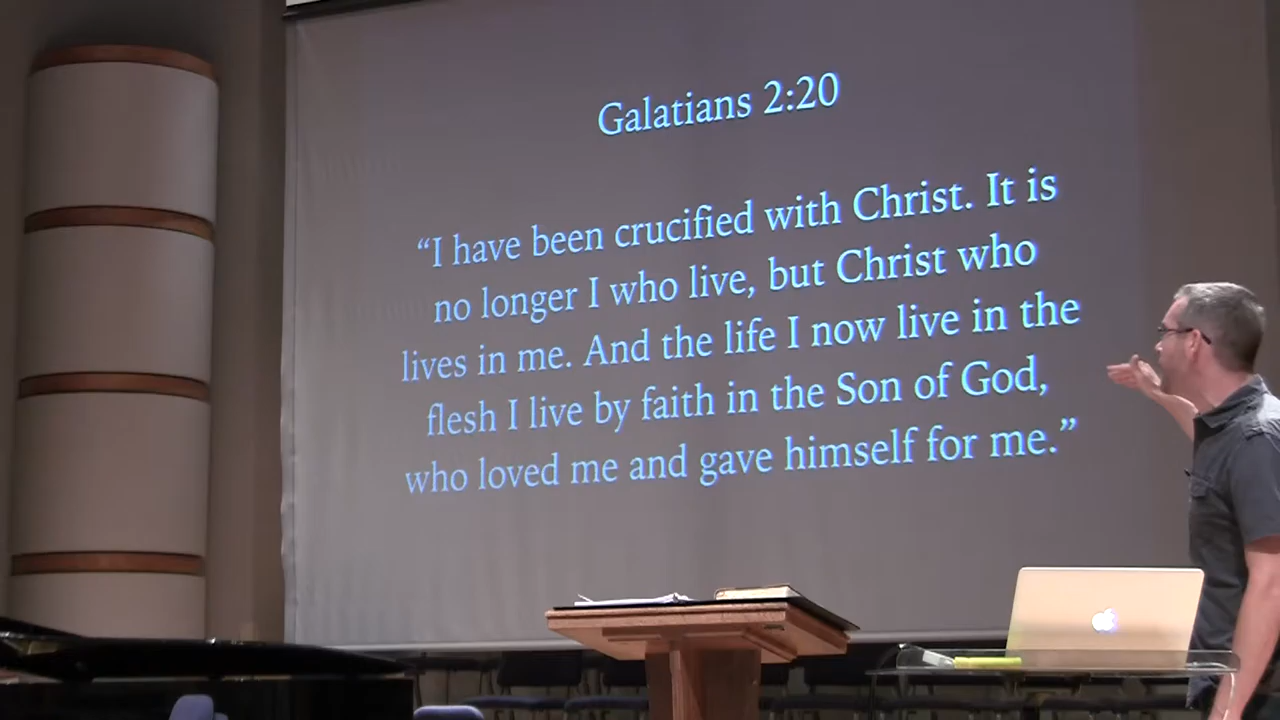 Galatians 2:20
“I have been crucified with Christ. It is
no longer I who live, but Christ who
lives in me. And the life I now live in the
flesh I live by faith in the Son of God,
who loved me and gave himself for me.”